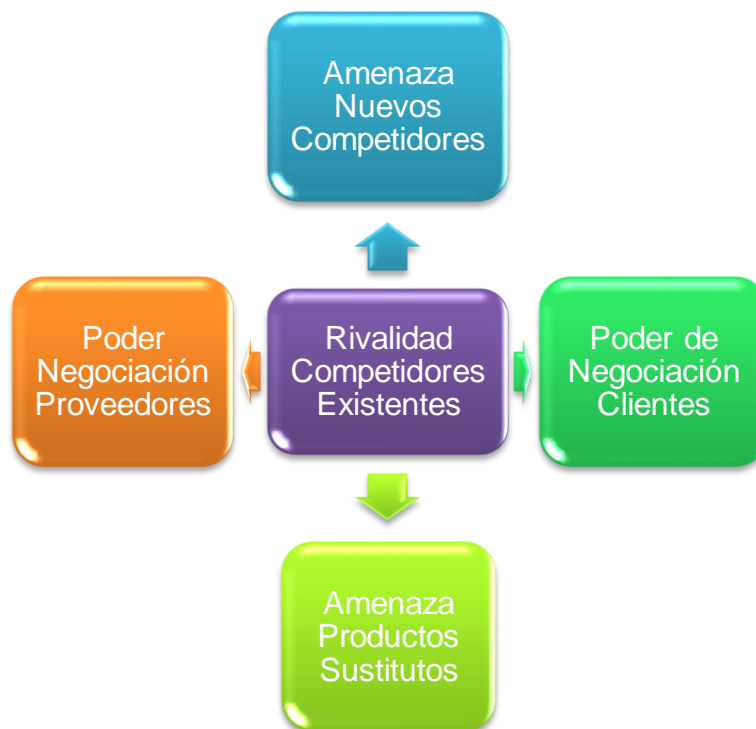 Amenaza
Nuevos
Competidores
Poder
Negociación
Proveedores
Rivalidad
Competidores
Existentes
Poder de
Negociación
Clientes
Amenaza
Productos
Sustitutos